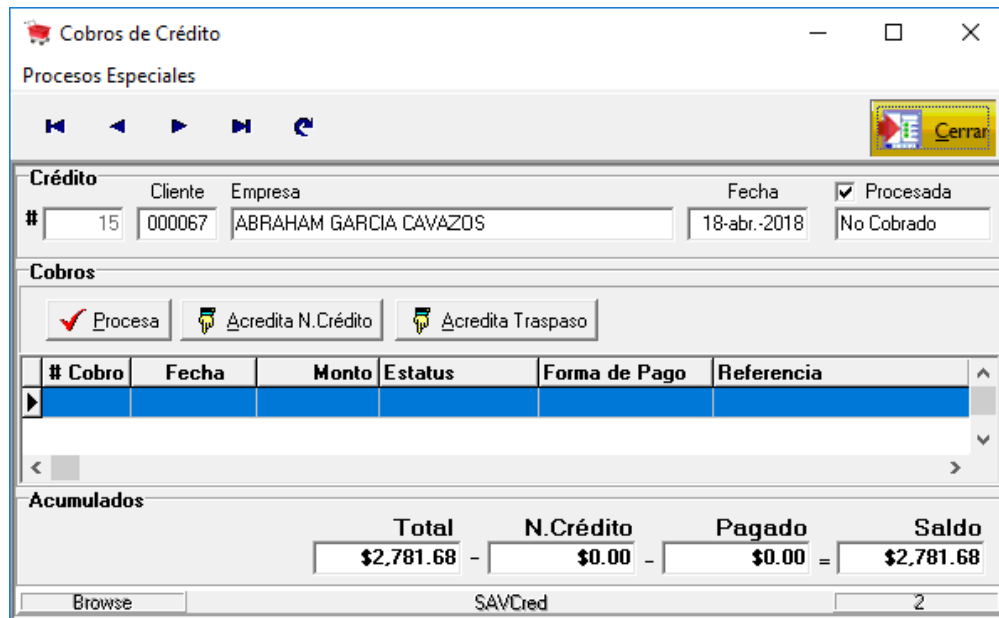 Cobros de Crédito
Procesos Especiales
Cerrar
Crédito
Cliente Empresa Fecha Procesada
# 15 000067 ABRAHAM GARCIA CAVAZOS 18-abr.-2018 No Cobrado
Cobros
Procesa Acredita N.Crédito Acredita Traspaso
# Cobro Fecha Monto Estatus Forma de Pago Referencia
Acumulados
Total N.Crédito Pagado Saldo
$2,781.68 - $0.00 - $0.00 = $2,781.68
Browse SAVCred 2